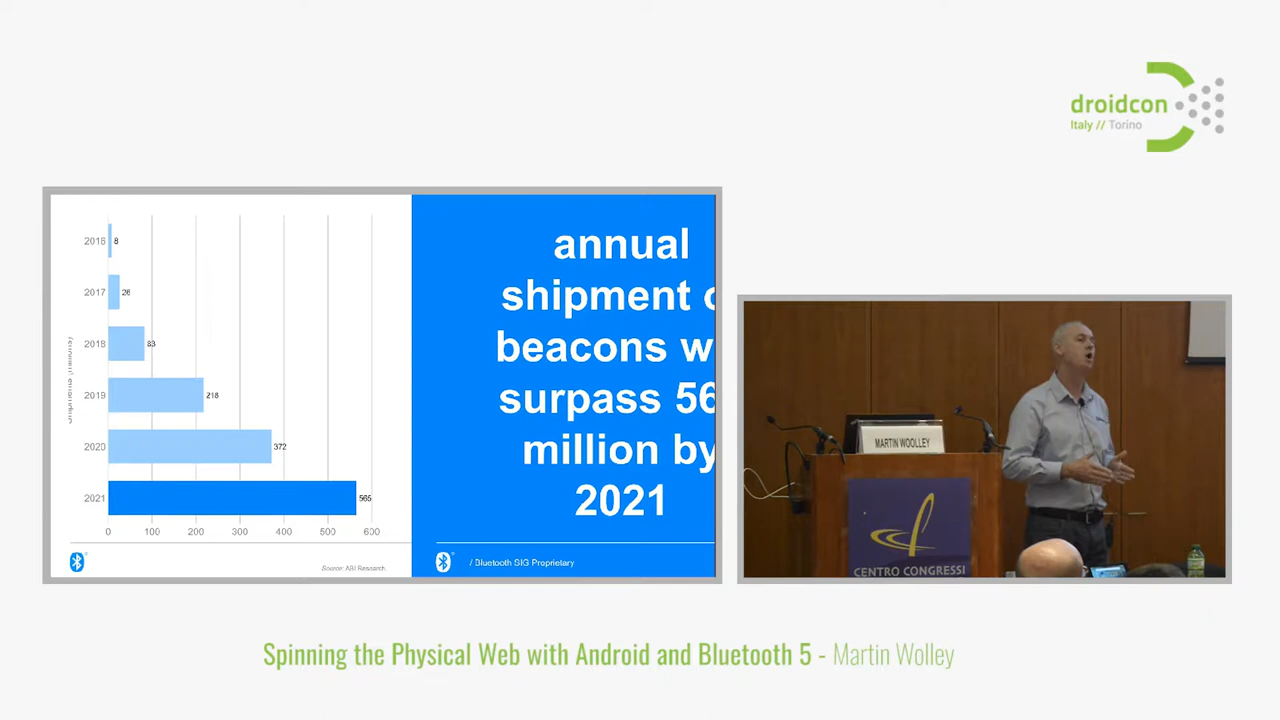 droidcon
Italy // Torino
2016
8
2017
26
2018
83
2019
218
2020
372
2021
565
0 100 200 300 400 500 600
Source: ABI Research
annual
shipment
beacons
surpass 56
million by
2021
/ Bluetooth SIG Proprietary
MARTIN WOOLLEY
CENTRO CONGRESSI
Spinning the Physical Web with Android and Bluetooth 5 - Martin Wolley